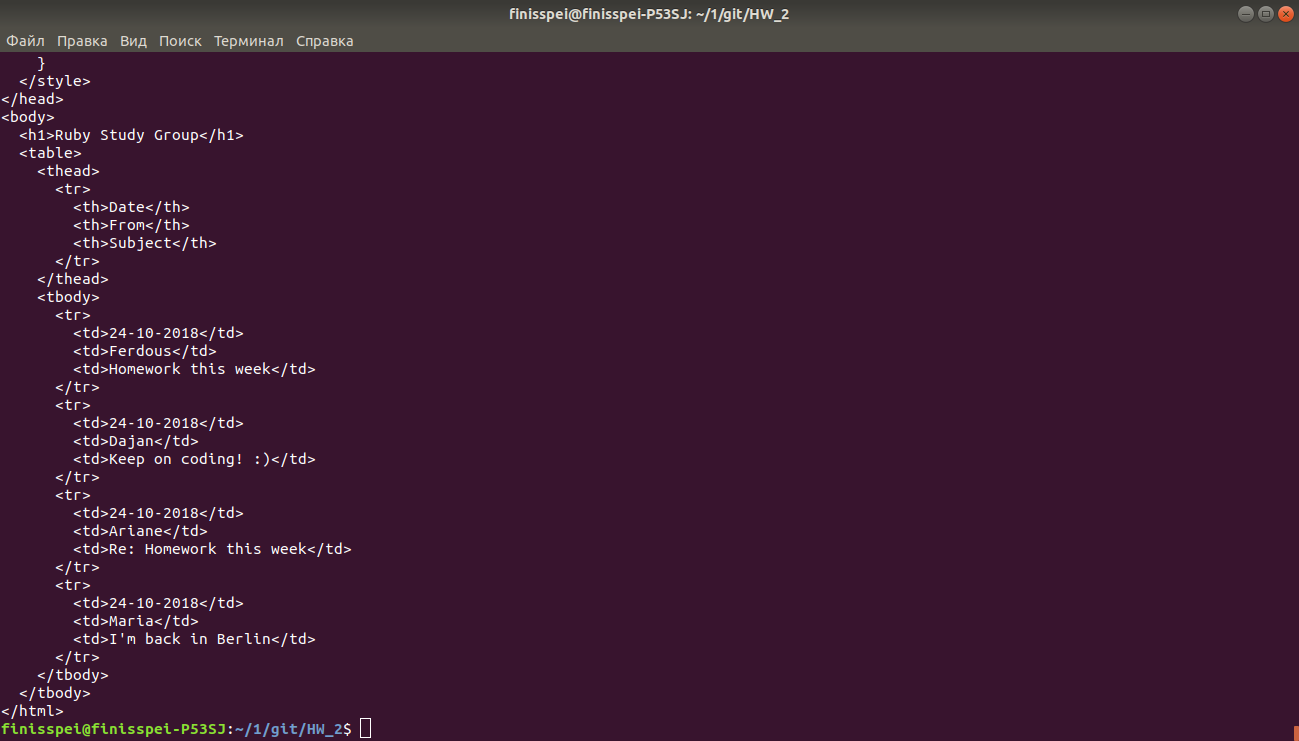 finisspei@finisspei-P53SJ: ~/1/git/HW_2
Файл Правка Вид Поиск Терминал Справка
    }
  </style>
</head>
<body>
  <h1>Ruby Study Group</h1>
  <table>
    <thead>
      <tr>
        <th>Date</th>
        <th>From</th>
        <th>Subject</th>
      </tr>
    </thead>
    <tbody>
      <tr>
        <td>24-10-2018</td>
        <td>Ferdous</td>
        <td>Homework this week</td>
      </tr>
      <tr>
        <td>24-10-2018</td>
        <td>Dajan</td>
        <td>Keep on coding! :)</td>
      </tr>
      <tr>
        <td>24-10-2018</td>
        <td>Ariane</td>
        <td>Re: Homework this week</td>
      </tr>
      <tr>
        <td>24-10-2018</td>
        <td>Maria</td>
        <td>I'm back in Berlin</td>
      </tr>
    </tbody>
  </tbody>
</html>
finisspei@finisspei-P53SJ:~/1/git/HW_2$